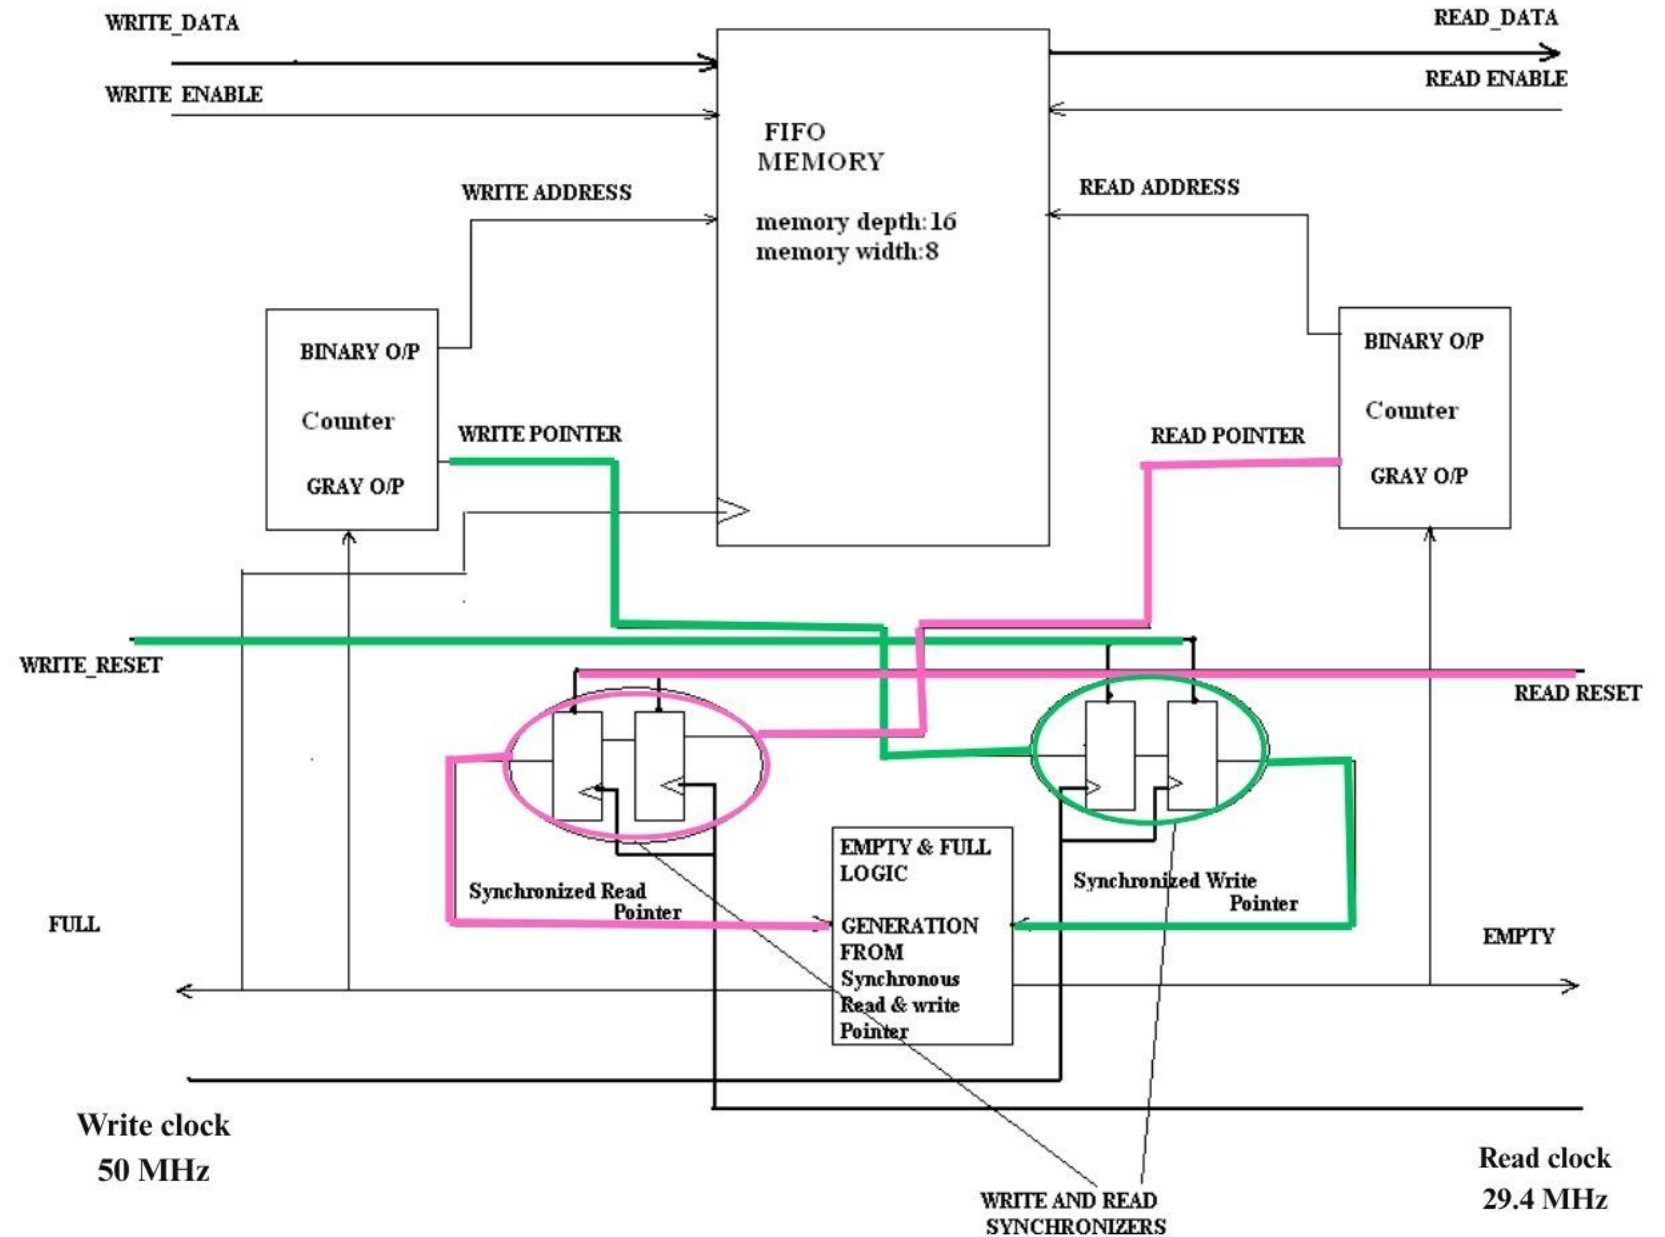 WRITE_DATA
READ_DATA
WRITE ENABLE
READ ENABLE
FIFO
MEMORY
memory depth:16
memory width:8
WRITE ADDRESS
READ ADDRESS
BINARY O/P
Counter
GRAY O/P
BINARY O/P
Counter
GRAY O/P
WRITE POINTER
READ POINTER
WRITE_RESET
READ RESET
Synchronized Read
Pointer
Synchronized Write
Pointer
EMPTY & FULL
LOGIC
GENERATION
FROM
Synchronous
Read & write
Pointer
FULL
EMPTY
Write clock
50 MHz
Read clock
29.4 MHz
WRITE AND READ
SYNCHRONIZERS